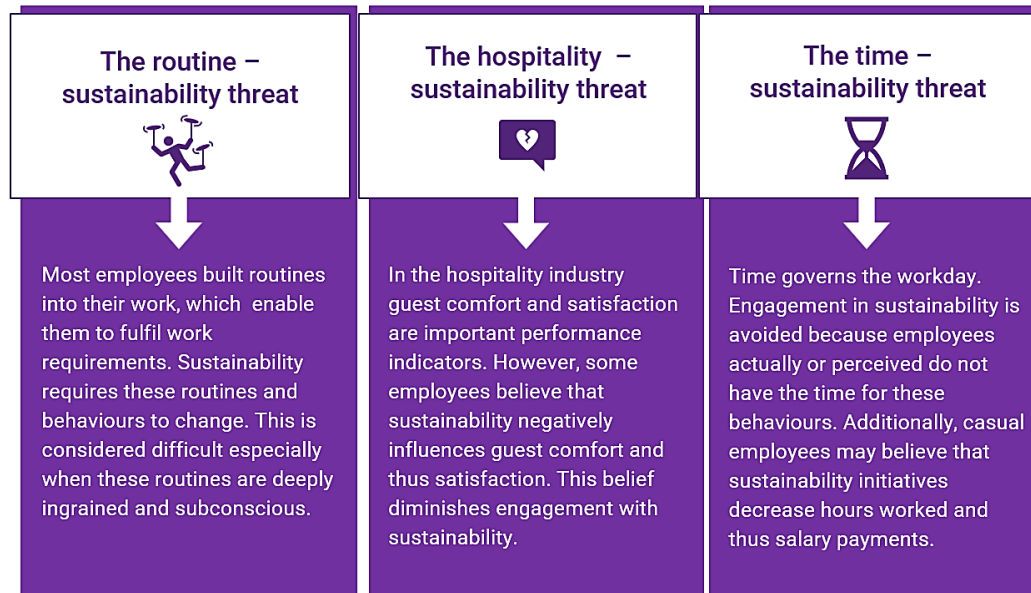 The routine –
sustainability threat
Most employees built routines
into their work, which enable
them to fulfil work
requirements. Sustainability
requires these routines and
behaviours to change. This is
considered difficult especially
when these routines are deeply
ingrained and subconscious.
The hospitality –
sustainability threat
In the hospitality industry
guest comfort and satisfaction
are important performance
indicators. However, some
employees believe that
sustainability negatively
influences guest comfort and
thus satisfaction. This belief
diminishes engagement with
sustainability.
The time –
sustainability threat
Time governs the workday.
Engagement in sustainability is
avoided because employees
actually or perceived do not
have the time for these
behaviours. Additionally, casual
employees may believe that
sustainability initiatives
decrease hours worked and
thus salary payments.